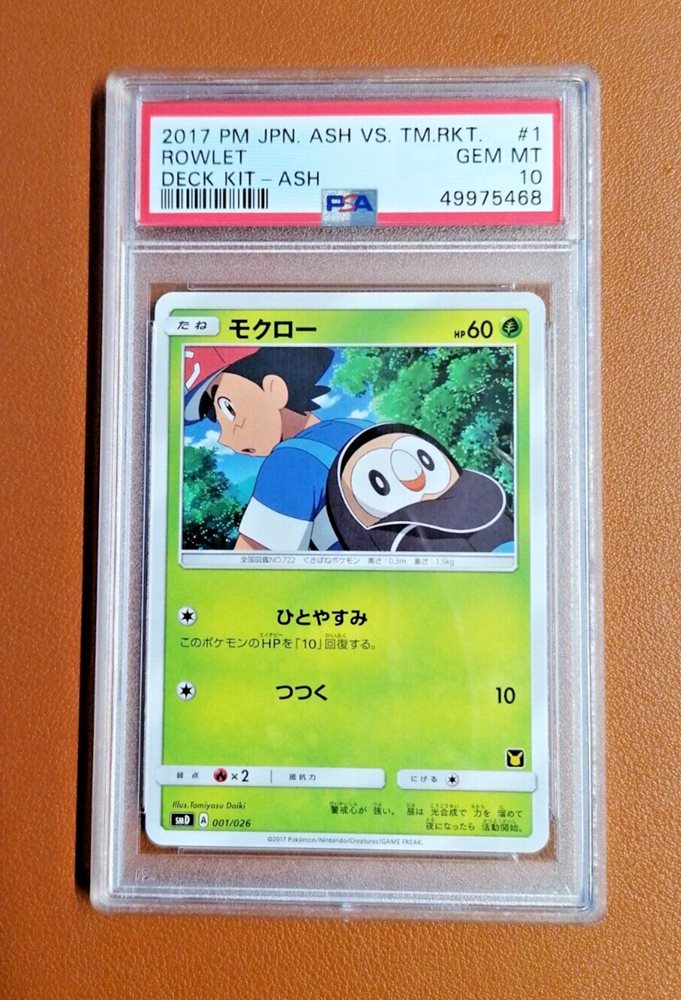 2017 PM JPN. ASH VS. TM.RKT. #1
ROWLET GEM MT
DECK KIT – ASH 10
PSA 49975468
たね モクロー HP60
全国図鑑NO.722 くさばねポケモン 高さ:0.3m 重さ:1.5kg
ひとやすみ
このポケモンのHPを「10」回復する。
つつく 10
弱点 ×2 抵抗力 にげる
Illus.Tomiyasu Daiki
警戒心が 強い。 昼は 光合成で 力を 溜めて
夜になったら 活動開始。
SMD A 001/026
©2017 Pokémon/Nintendo/Creatures/GAME FREAK.